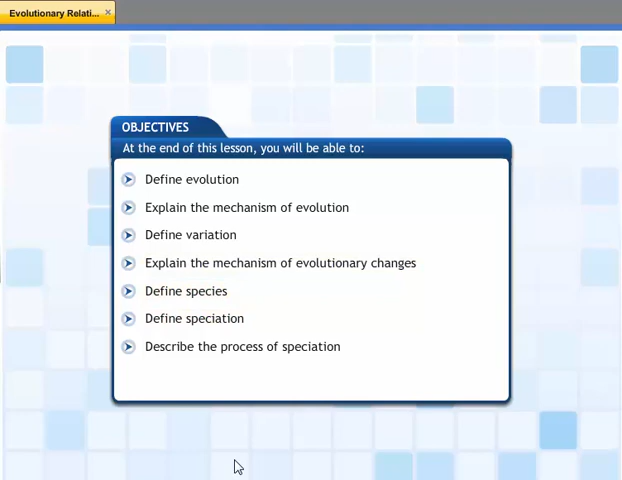 Evolutionary Relati...
OBJECTIVES
At the end of this lesson, you will be able to:
Define evolution
Explain the mechanism of evolution
Define variation
Explain the mechanism of evolutionary changes
Define species
Define speciation
Describe the process of speciation